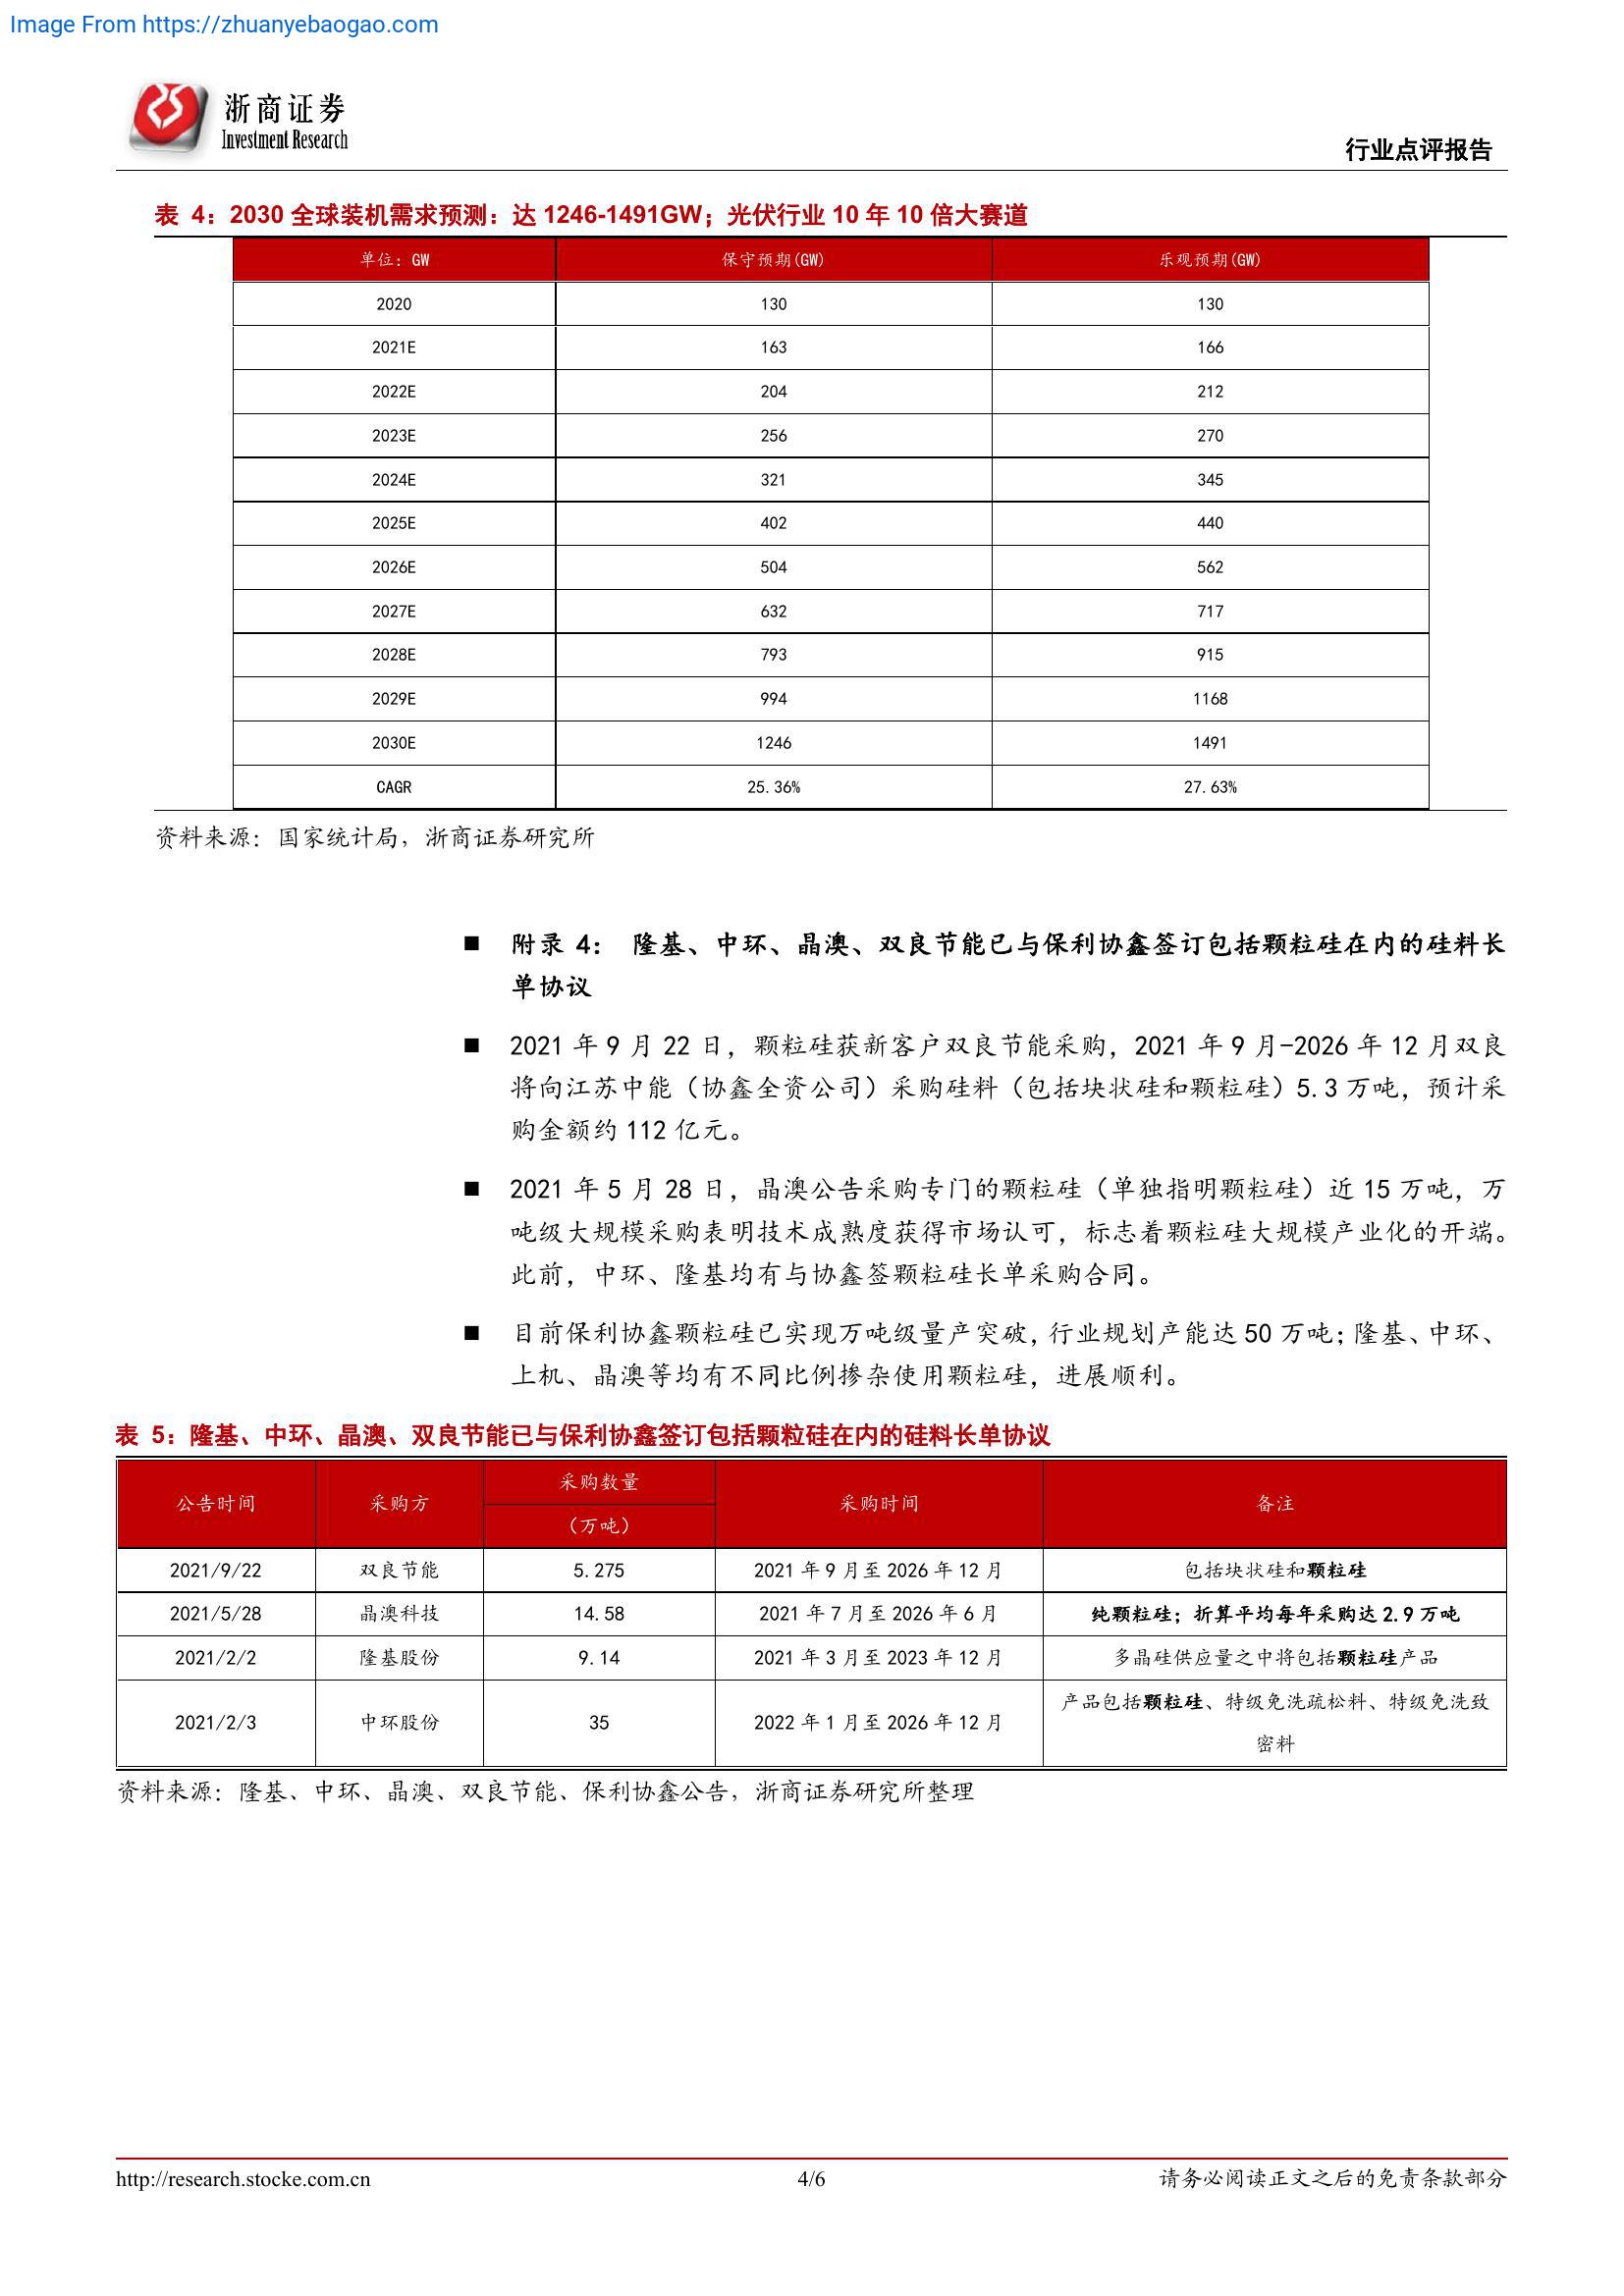 Image From https://zhuanyebaogao.com
浙商证券
Investment Research
行业点评报告
表 4：2030 全球装机需求预测：达 1246-1491GW；光伏行业 10 年 10 倍大赛道
单位：GW 保守预期(GW) 乐观预期(GW)
2020 130 130
2021E 163 166
2022E 204 212
2023E 256 270
2024E 321 345
2025E 402 440
2026E 504 562
2027E 632 717
2028E 793 915
2029E 994 1168
2030E 1246 1491
CAGR 25.36% 27.63%
资料来源：国家统计局，浙商证券研究所
■ 附录 4： 隆基、中环、晶澳、双良节能已与保利协鑫签订包括颗粒硅在内的硅料长
单协议
■ 2021 年 9 月 22 日，颗粒硅获新客户双良节能采购，2021 年 9 月-2026 年 12 月双良
将向江苏中能（协鑫全资公司）采购硅料（包括块状硅和颗粒硅）5.3 万吨，预计采
购金额约 112 亿元。
■ 2021 年 5 月 28 日，晶澳公告采购专门的颗粒硅（单独指明颗粒硅）近 15 万吨，万
吨级大规模采购表明技术成熟度获得市场认可，标志着颗粒硅大规模产业化的开端。
此前，中环、隆基均有与协鑫签颗粒硅长单采购合同。
■ 目前保利协鑫颗粒硅已实现万吨级量产突破，行业规划产能达 50 万吨；隆基、中环、
上机、晶澳等均有不同比例掺杂使用颗粒硅，进展顺利。
表 5：隆基、中环、晶澳、双良节能已与保利协鑫签订包括颗粒硅在内的硅料长单协议
公告时间 采购方 采购数量 采购时间 备注
（万吨）
2021/9/22 双良节能 5.275 2021 年 9 月至 2026 年 12 月 包括块状硅和颗粒硅
2021/5/28 晶澳科技 14.58 2021 年 7 月至 2026 年 6 月 纯颗粒硅；折算平均每年采购达 2.9 万吨
2021/2/2 隆基股份 9.14 2021 年 3 月至 2023 年 12 月 多晶硅供应量之中将包括颗粒硅产品
2021/2/3 中环股份 35 2022 年 1 月至 2026 年 12 月 产品包括颗粒硅、特级免洗疏松料、特级免洗致
密料
资料来源：隆基、中环、晶澳、双良节能、保利协鑫公告，浙商证券研究所整理
http://research.stocke.com.cn 4/6 请务必阅读正文之后的免责条款部分